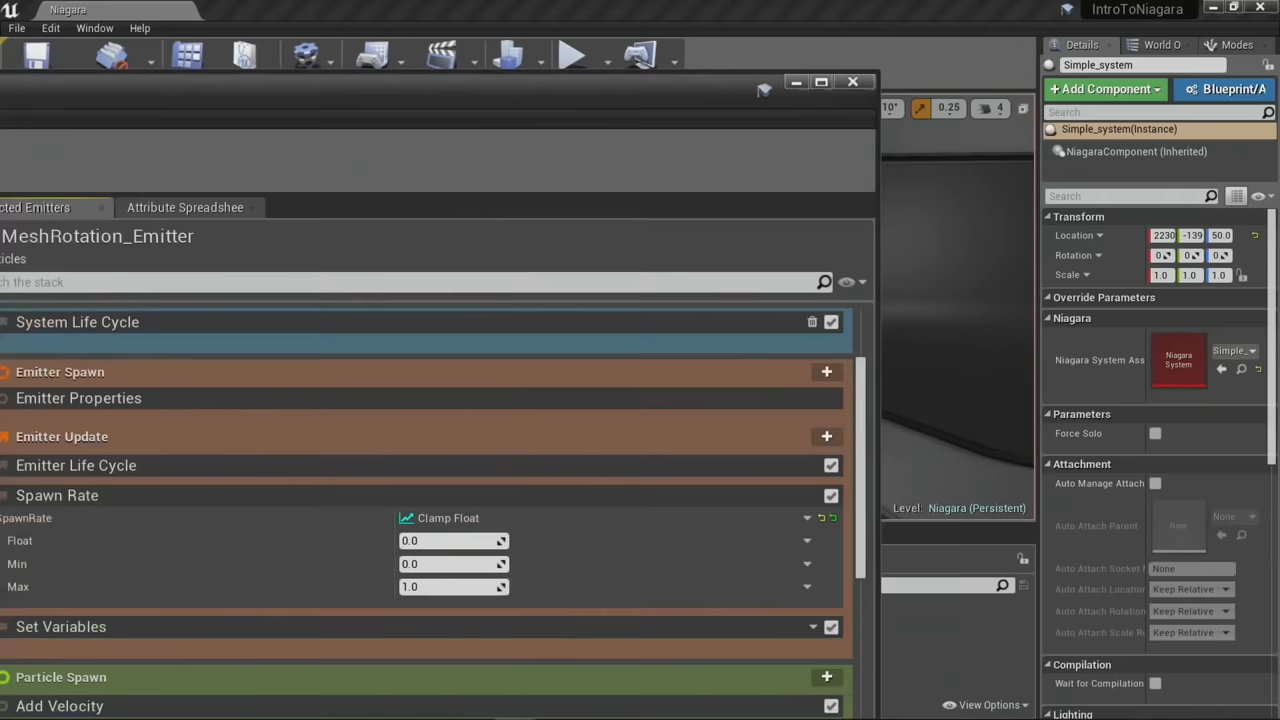 Niagara
IntroToNiagara
File Edit Window Help
Details World O Modes
Simple_system
Add Component Blueprint/A
10° 0.25 4
Search
Simple_system(Instance)
NiagaraComponent (Inherited)
cted Emitters Attribute Spreadshee
Search
MeshRotation_Emitter
icles
ch the stack
System Life Cycle
Emitter Spawn
Emitter Properties
Emitter Update
Emitter Life Cycle
Spawn Rate
SpawnRate Clamp Float
Float 0.0
Min 0.0
Max 1.0
Set Variables
Particle Spawn
Add Velocity
Level: Niagara (Persistent)
View Options
Transform
Location 2230 -139 50.0
Rotation 0 0 0
Scale 1.0 1.0 1.0
Override Parameters
Niagara
Niagara System Ass Niagara System Simple_
Parameters
Force Solo
Attachment
Auto Manage Attach
Auto Attach Parent None None
Auto Attach Socket None
Auto Attach Location Keep Relative
Auto Attach Rotation Keep Relative
Auto Attach Scale Ru Keep Relative
Compilation
Wait for Compilation
Lighting